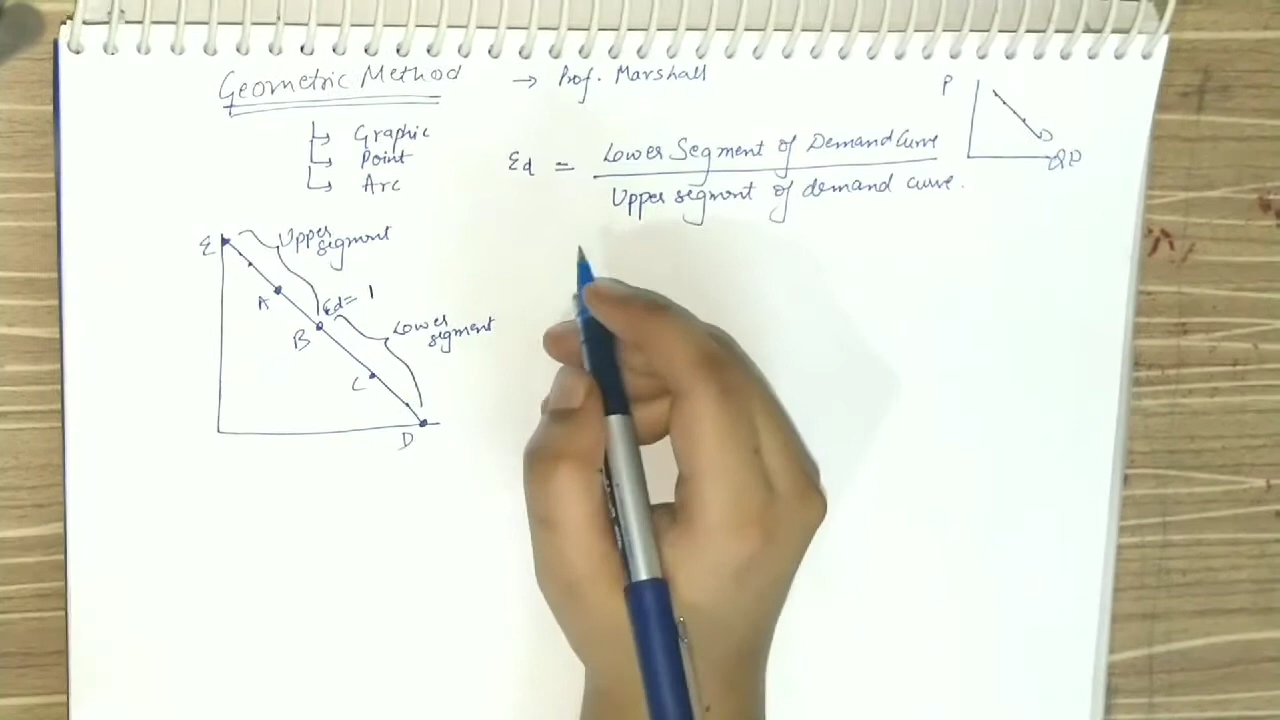 Geometric Method → Prof. Marshall
Graphic
Point
Arc
Ed = Lower Segment of Demand Curve
Upper segment of demand curve.
P
D
QD
E
Upper segment
A
Ed = 1
B
Lower segment
C
D